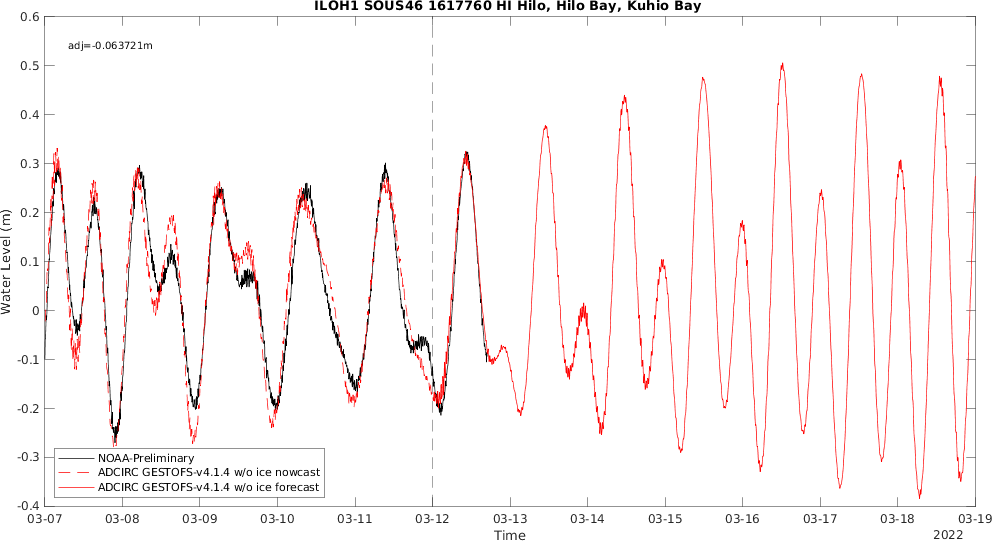 ILOH1 SOUS46 1617760 HI Hilo, Hilo Bay, Kuhio Bay
adj=-0.063721m
0.6
0.5
0.4
0.3
0.2
0.1
0
-0.1
-0.2
-0.3
-0.4
Water Level (m)
NOAA-Preliminary
ADCIRC GESTOFS-v4.1.4 w/o ice nowcast
ADCIRC GESTOFS-v4.1.4 w/o ice forecast
03-07 03-08 03-09 03-10 03-11 03-12 03-13 03-14 03-15 03-16 03-17 03-18 03-19
Time
2022